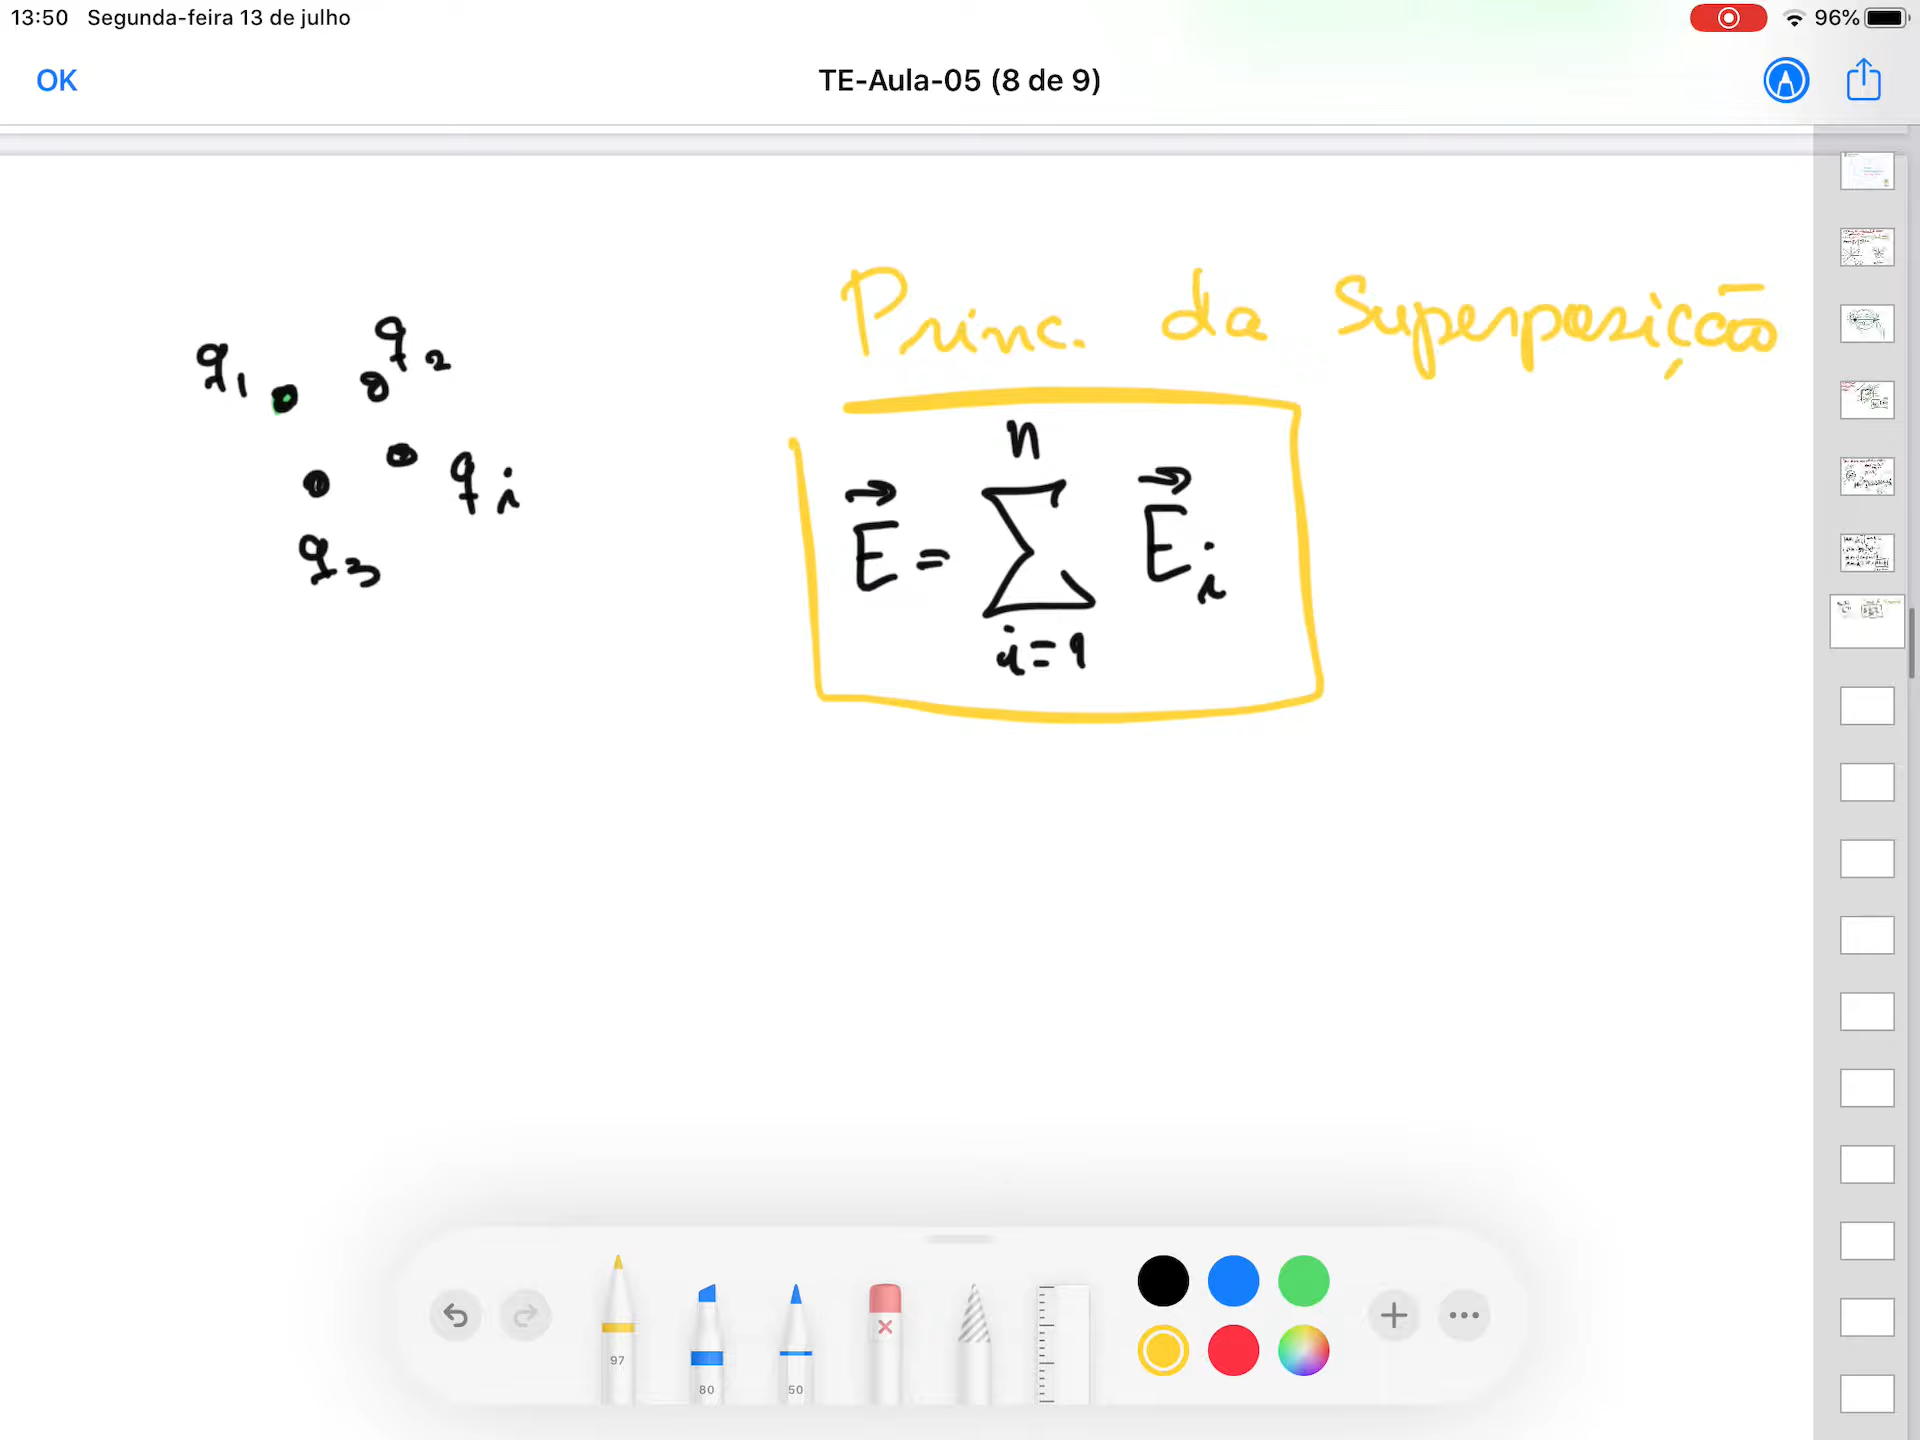 13:50 Segunda-feira 13 de julho 96%
OK TE-Aula-05 (8 de 9)
Princ. da Superposição
q1 q2
qi
q3
n
E⃗ = ∑ E⃗i
i=1
97 80 50